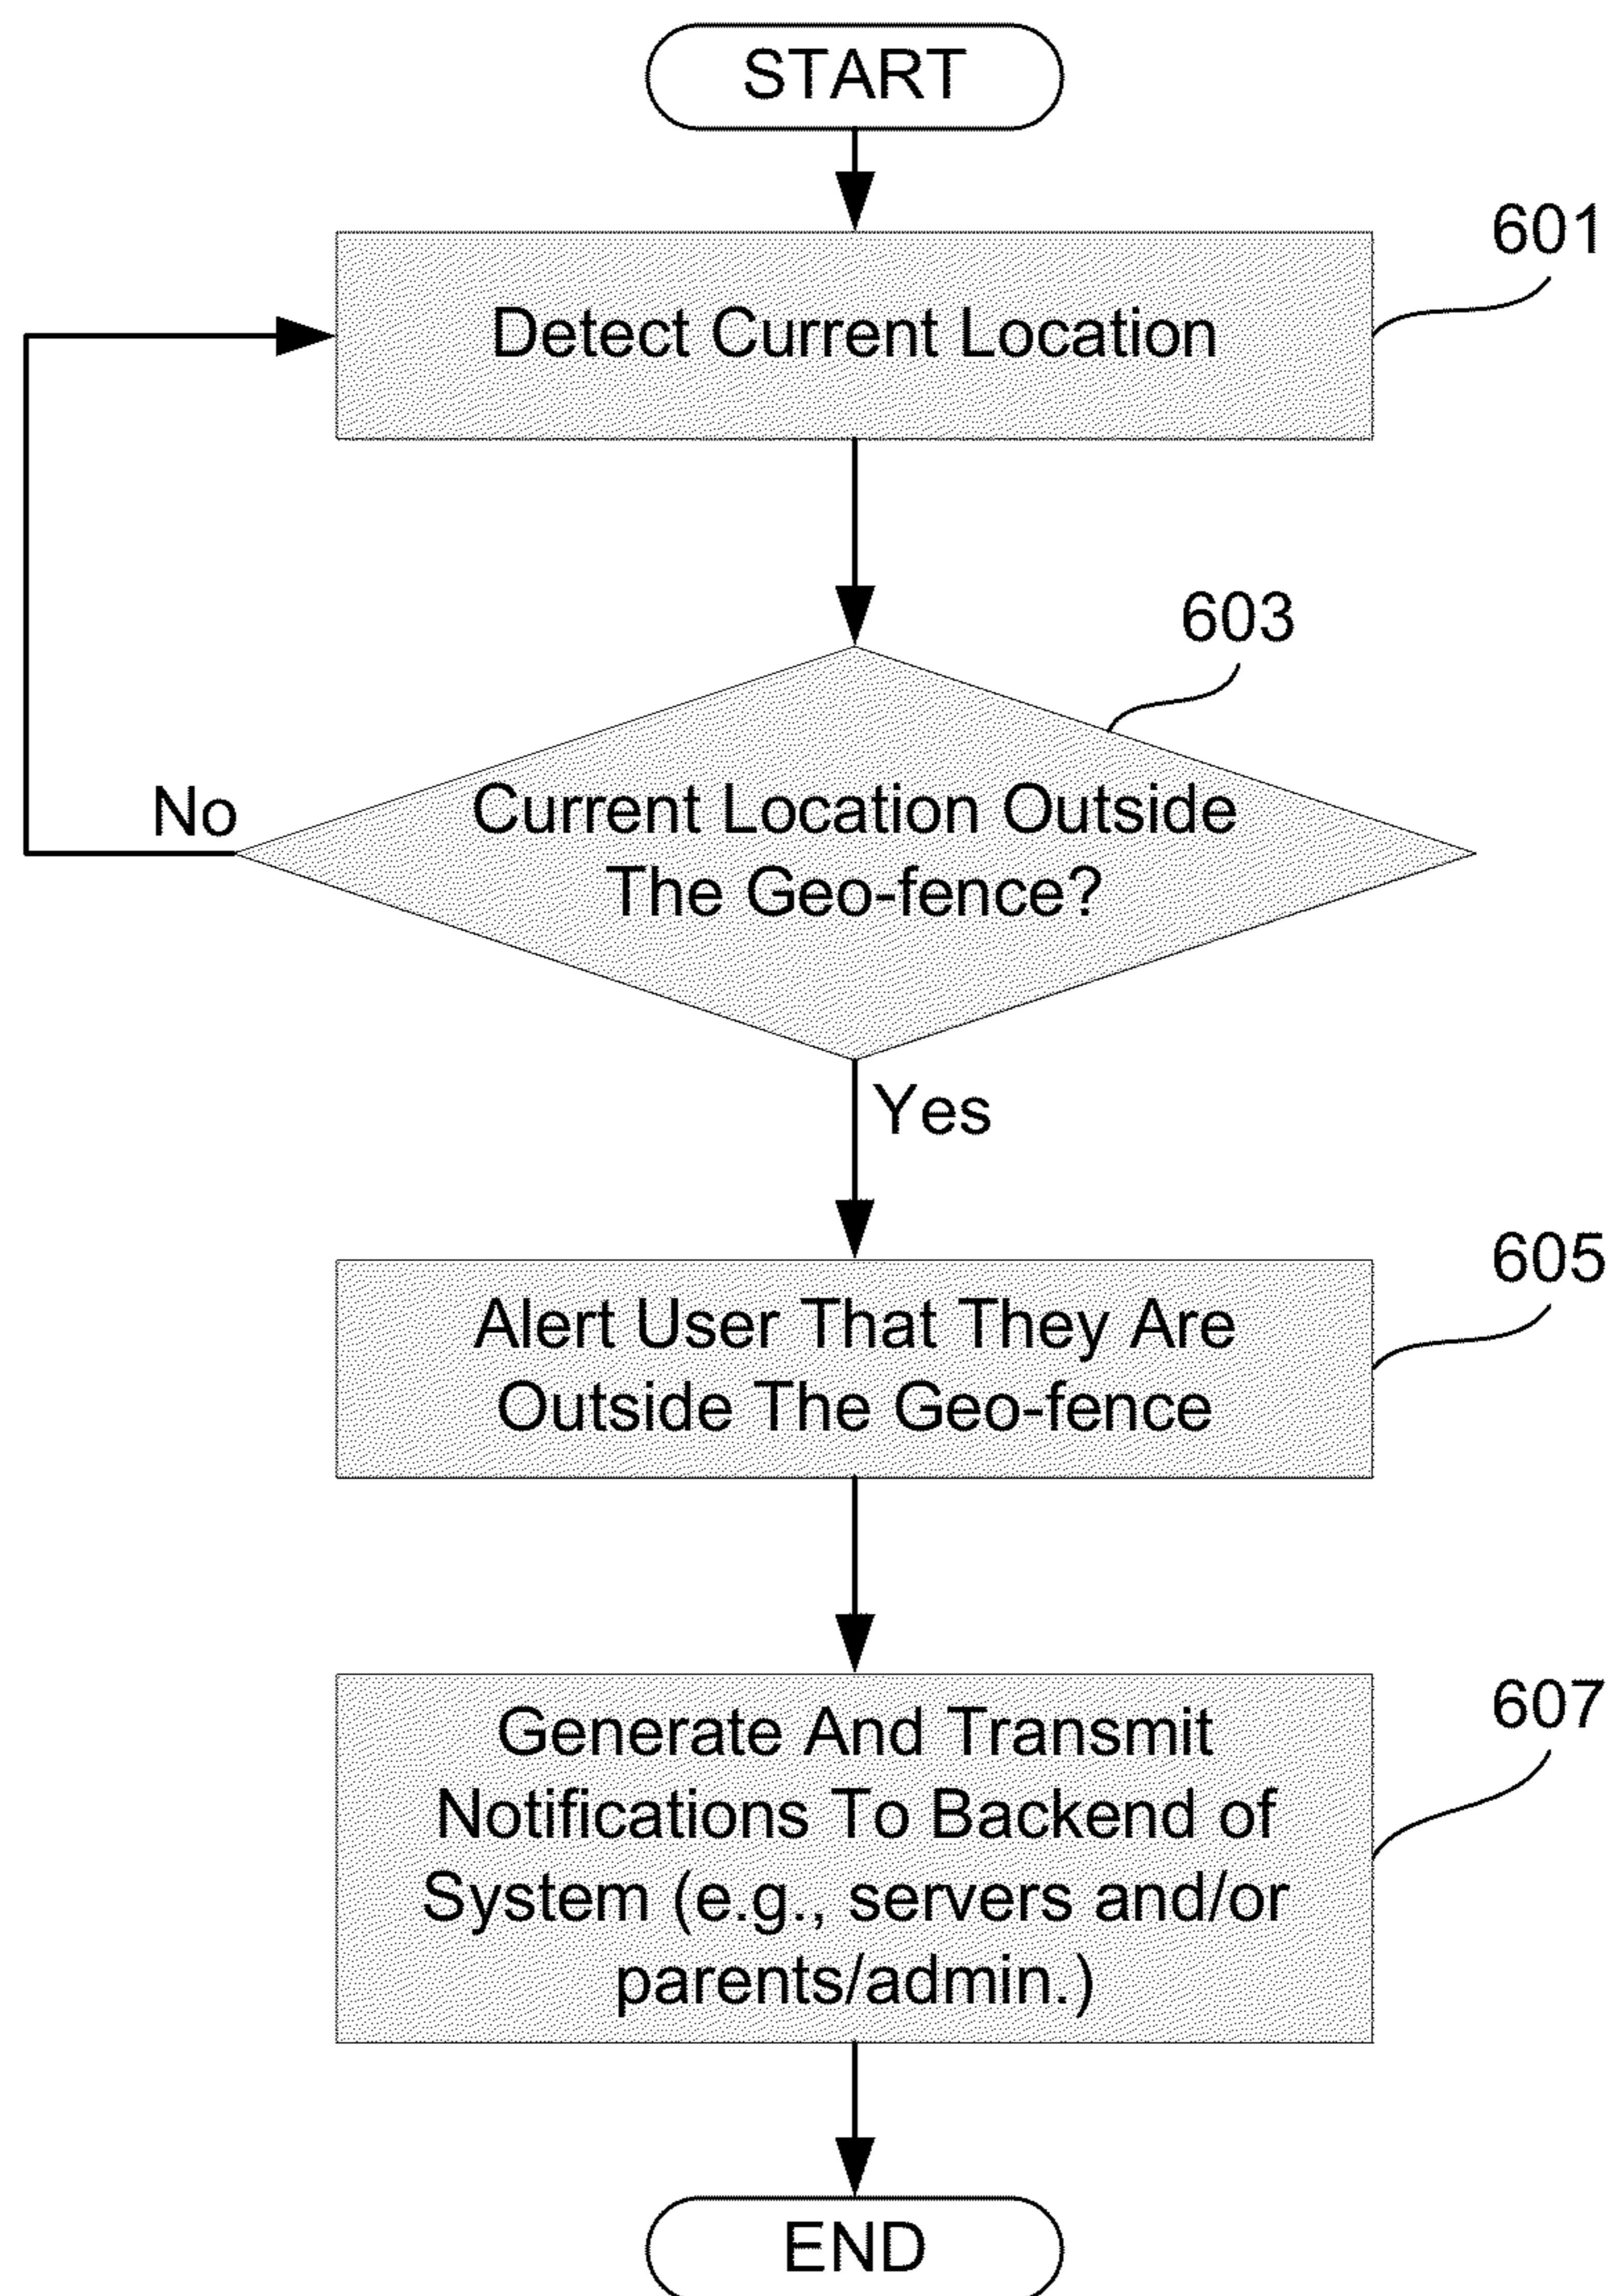 START
601
Detect Current Location
603
Current Location Outside
The Geo-fence?
No
Yes
605
Alert User That They Are
Outside The Geo-fence
607
Generate And Transmit
Notifications To Backend of
System (e.g., servers and/or
parents/admin.)
END